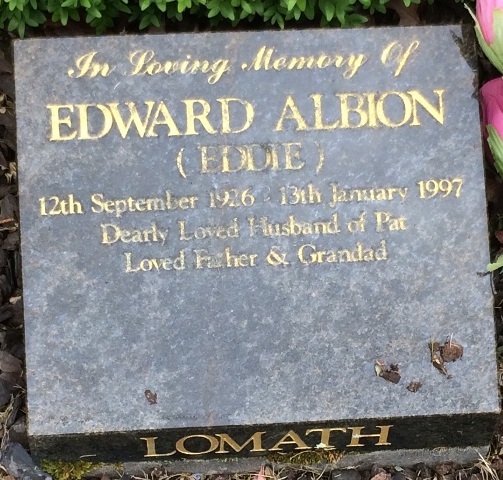 In Loving Memory Of
EDWARD ALBION
(EDDIE)
12th September 1926 - 13th January 1997
Dearly Loved Husband of Pat
Loved Father & Grandad
LOMATH